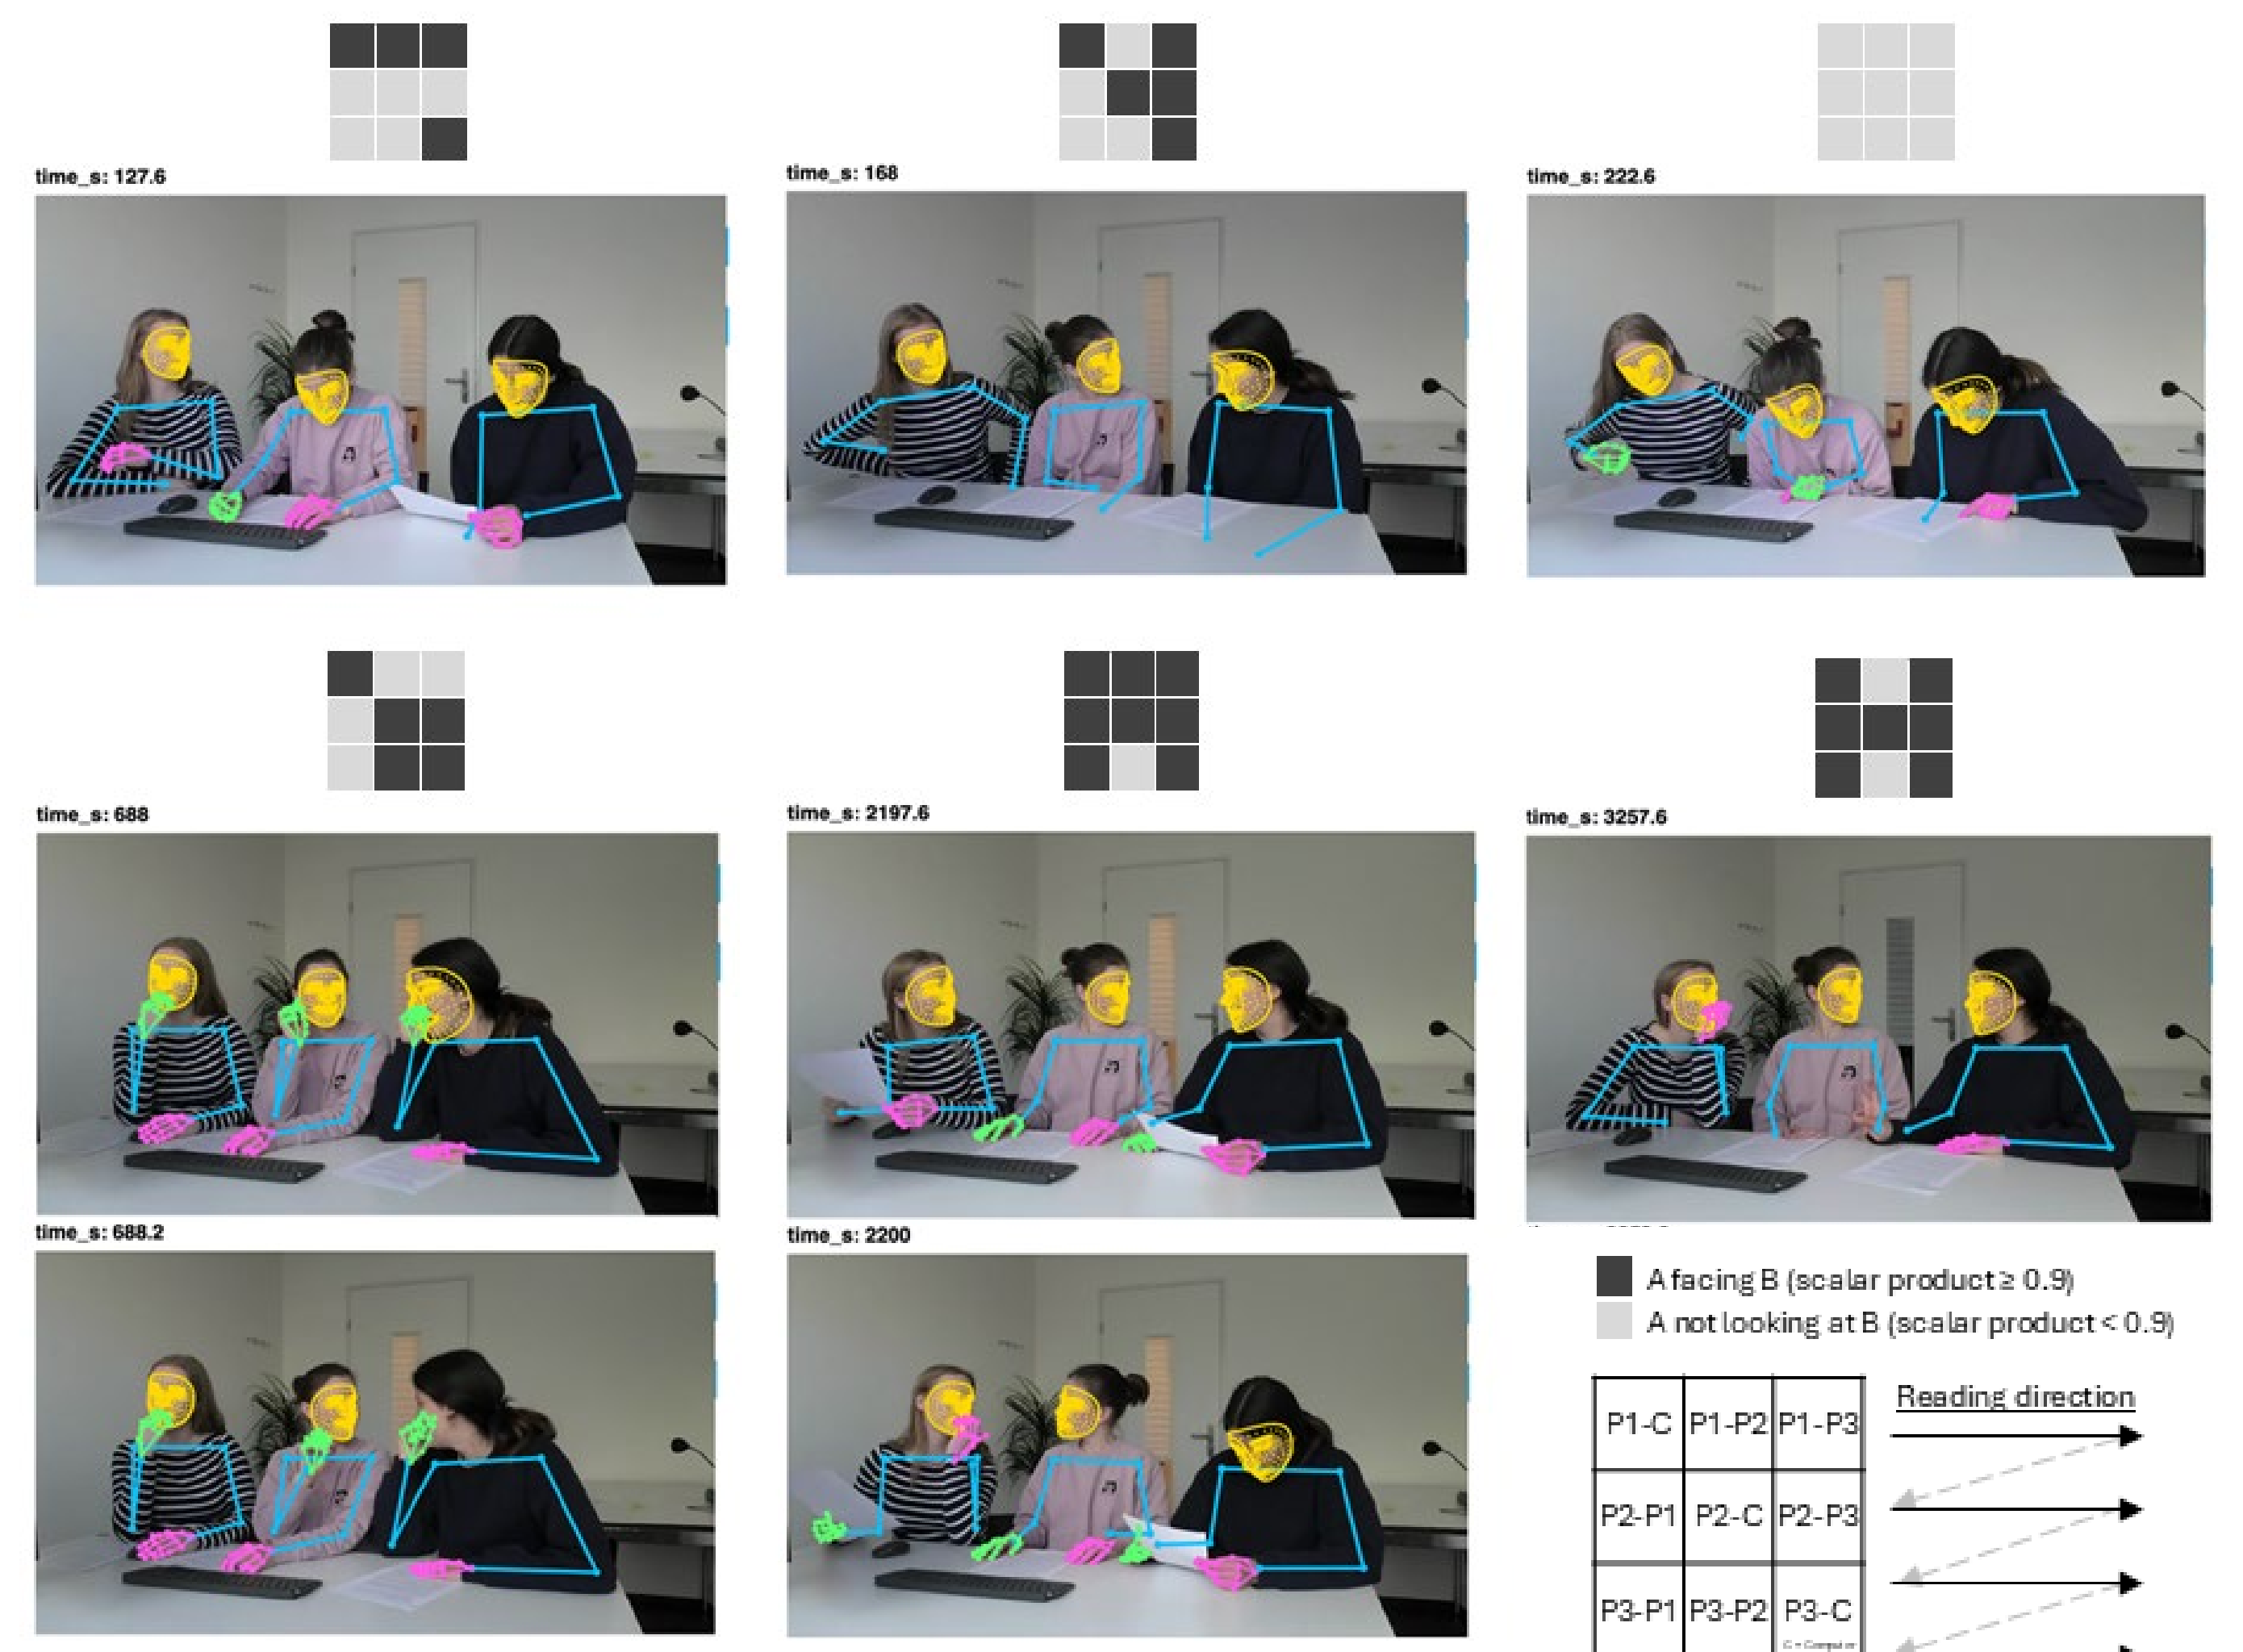 time_s: 127.6
time_s: 168
time_s: 222.6
time_s: 688
time_s: 2197.6
time_s: 3257.6
time_s: 688.2
time_s: 2200
A facing B (scalar product ≥ 0.9)
A not looking at B (scalar product < 0.9)
P1-C P1-P2 P1-P3
Reading direction
P2-P1 P2-C P2-P3
P3-P1 P3-P2 P3-C
C = Computer